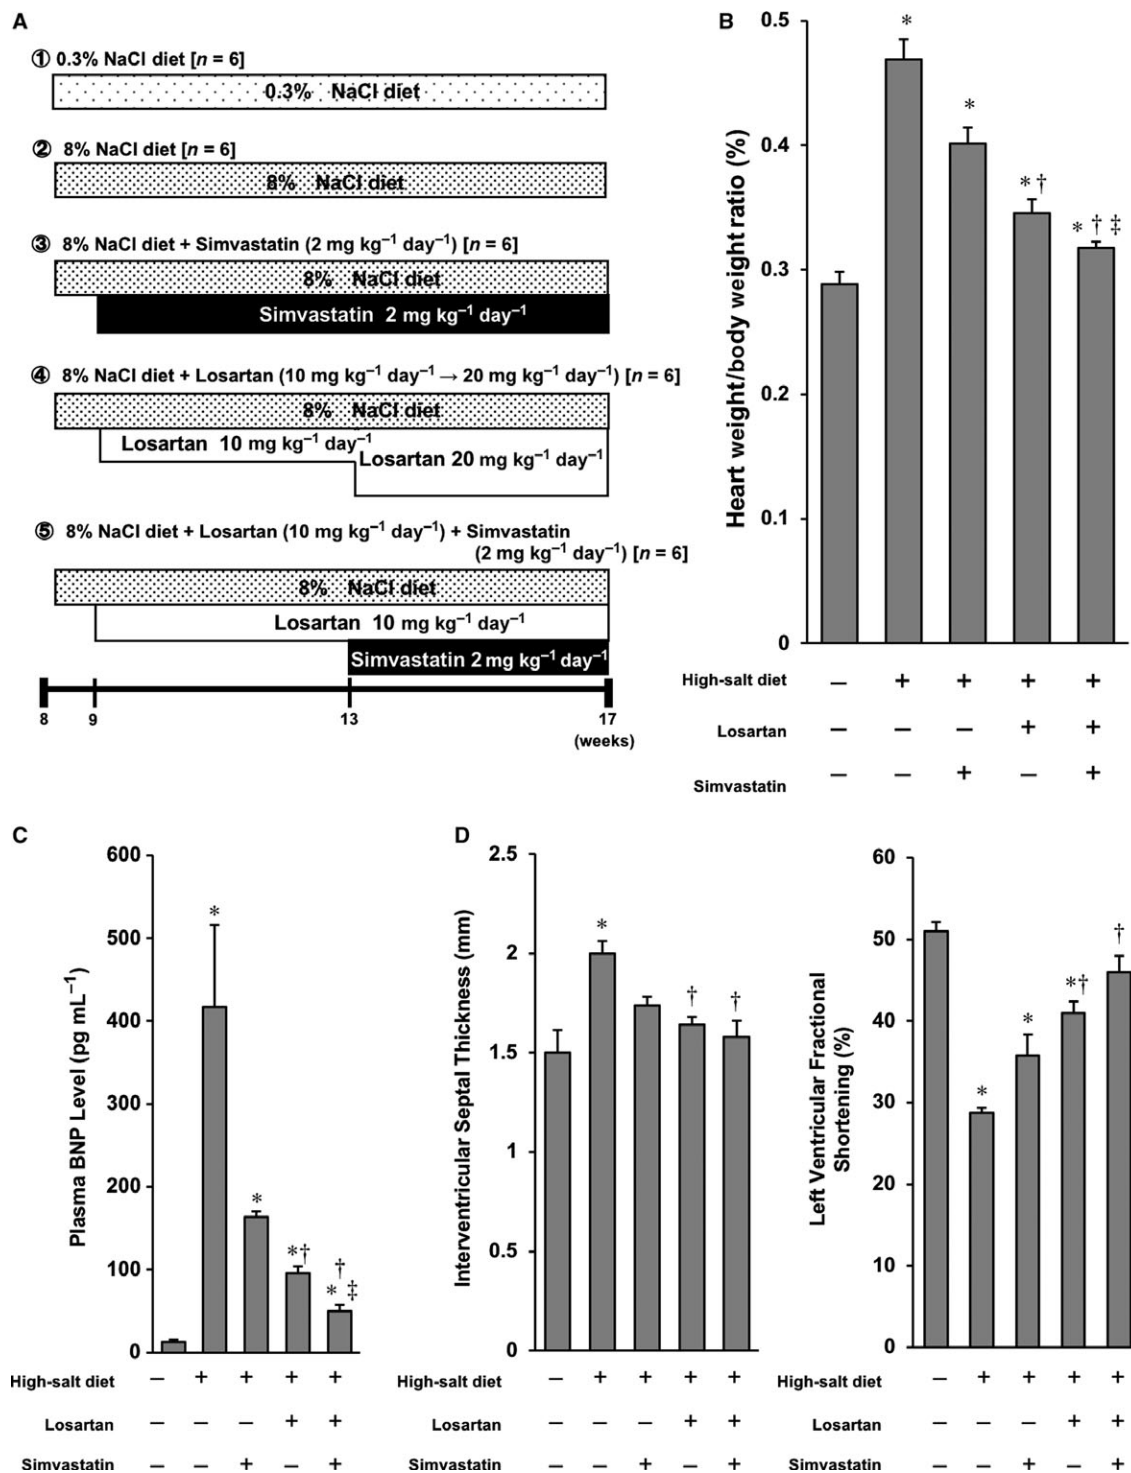 A
① 0.3% NaCl diet [n = 6]
0.3% NaCl diet
② 8% NaCl diet [n = 6]
8% NaCl diet
③ 8% NaCl diet + Simvastatin (2 mg kg⁻¹ day⁻¹) [n = 6]
8% NaCl diet
Simvastatin 2 mg kg⁻¹ day⁻¹
④ 8% NaCl diet + Losartan (10 mg kg⁻¹ day⁻¹ → 20 mg kg⁻¹ day⁻¹) [n = 6]
8% NaCl diet
Losartan 10 mg kg⁻¹ day⁻¹
Losartan 20 mg kg⁻¹ day⁻¹
⑤ 8% NaCl diet + Losartan (10 mg kg⁻¹ day⁻¹) + Simvastatin
(2 mg kg⁻¹ day⁻¹) [n = 6]
8% NaCl diet
Losartan 10 mg kg⁻¹ day⁻¹
Simvastatin 2 mg kg⁻¹ day⁻¹
8 9 13 17
(weeks)
B
Heart weight/body weight ratio (%)
0.5
0.4
0.3
0.2
0.1
0
* * *† *†‡
High-salt diet – + + + +
Losartan – – – + +
Simvastatin – – + – +
C
Plasma BNP Level (pg mL⁻¹)
600
500
400
300
200
100
0
* * *† †
*‡
High-salt diet – + + + +
Losartan – – – + +
Simvastatin – – + – +
D
Interventricular Septal Thickness (mm)
2.5
2
1.5
1
0.5
0
* † †
High-salt diet – + + + +
Losartan – – – + +
Simvastatin – – + – +
Left Ventricular Fractional
Shortening (%)
60
50
40
30
20
10
0
* * *† †
High-salt diet – + + + +
Losartan – – – + +
Simvastatin – – + – +